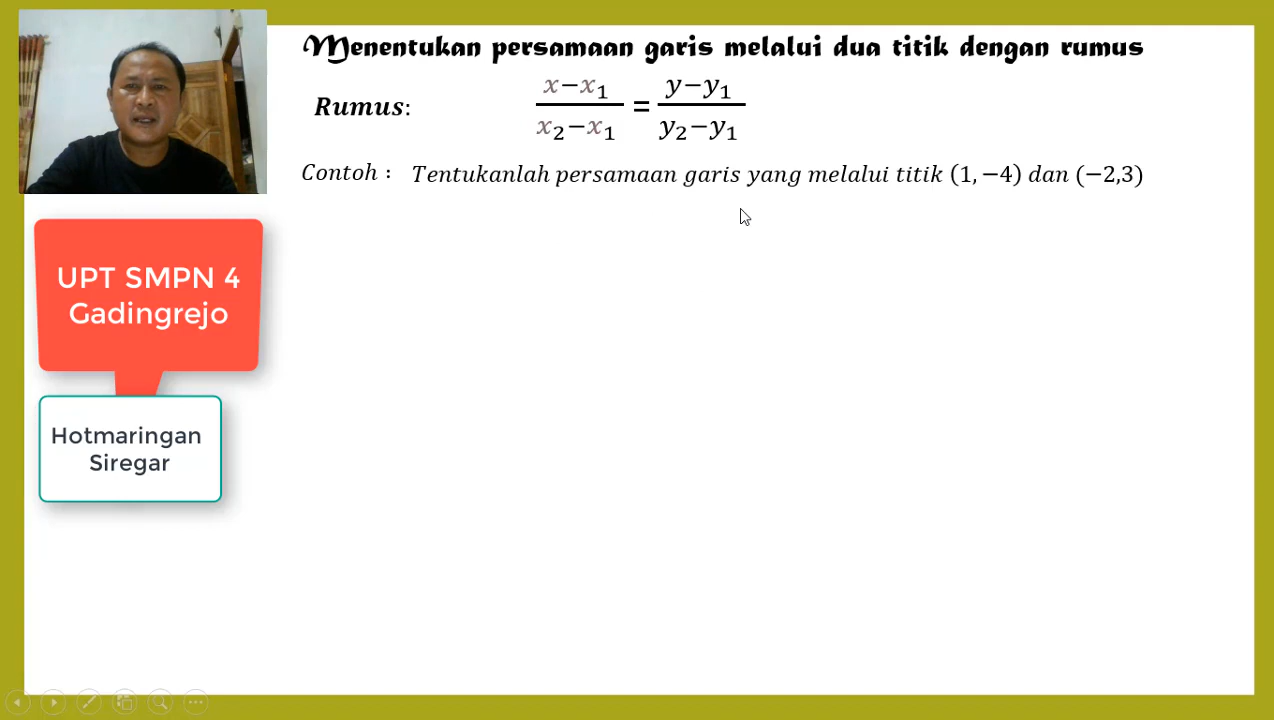 Menentukan persamaan garis melalui dua titik dengan rumus
Rumus: x−x₁ / x₂−x₁ = y−y₁ / y₂−y₁
Contoh : Tentukanlah persamaan garis yang melalui titik (1, −4) dan (−2,3)
UPT SMPN 4
Gadingrejo
Hotmaringan
Siregar